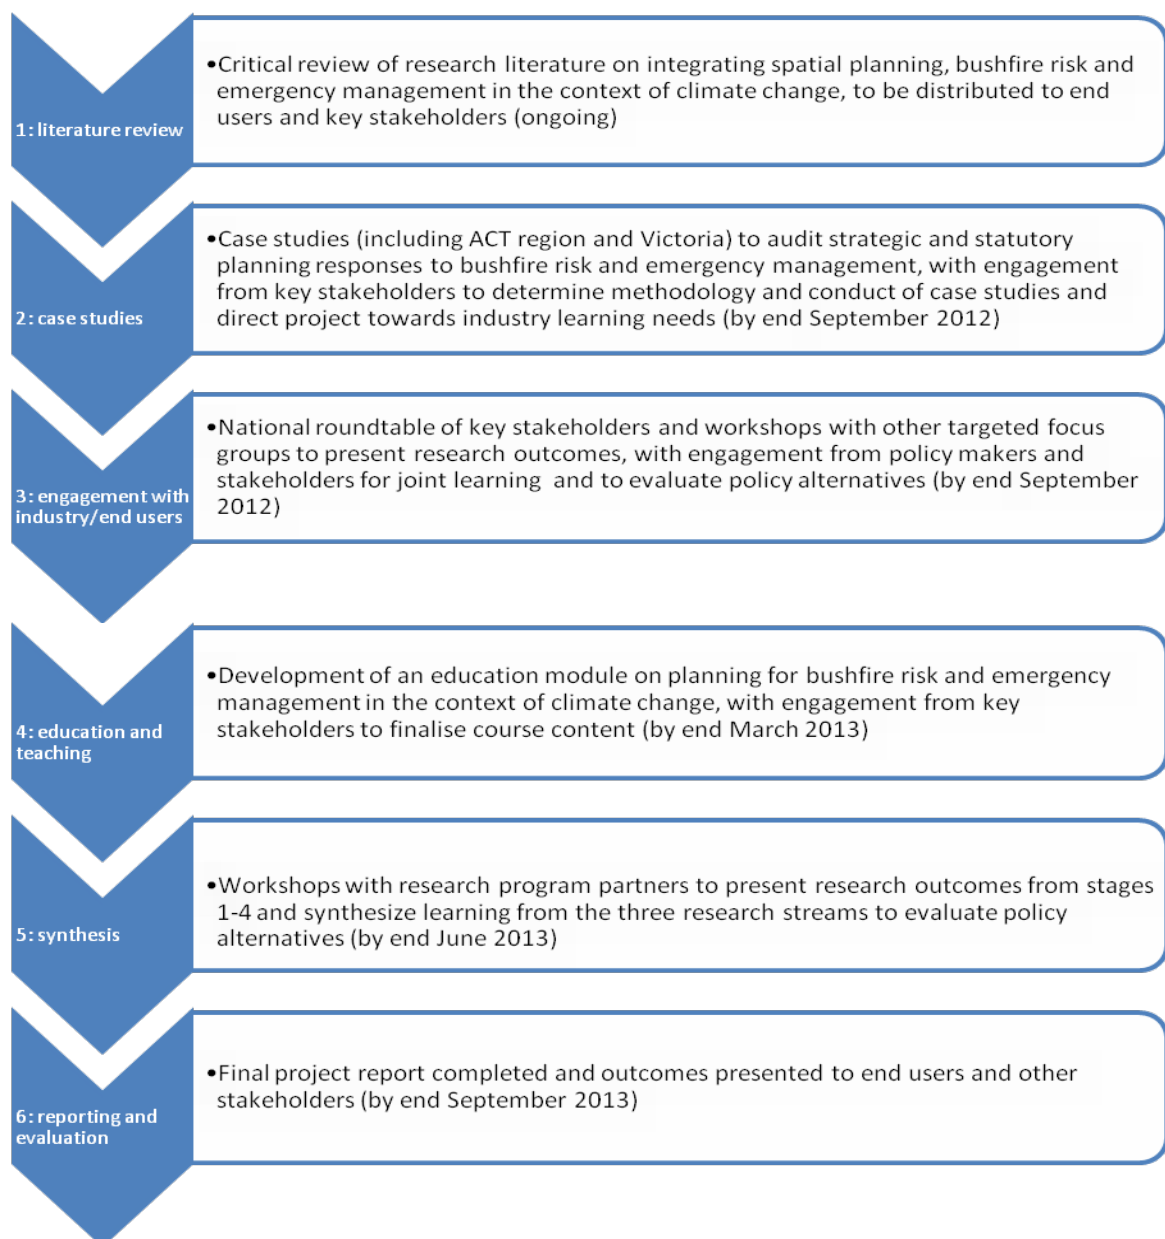 1: literature review
•Critical review of research literature on integrating spatial planning, bushfire risk and
emergency management in the context of climate change, to be distributed to end
users and key stakeholders (ongoing)
2: case studies
•Case studies (including ACT region and Victoria) to audit strategic and statutory
planning responses to bushfire risk and emergency management, with engagement
from key stakeholders to determine methodology and conduct of case studies and
direct project towards industry learning needs (by end September 2012)
3: engagement with
industry/end users
•National roundtable of key stakeholders and workshops with other targeted focus
groups to present research outcomes, with engagement from policy makers and
stakeholders for joint learning and to evaluate policy alternatives (by end September
2012)
4: education and
teaching
•Development of an education module on planning for bushfire risk and emergency
management in the context of climate change, with engagement from key
stakeholders to finalise course content (by end March 2013)
5: synthesis
•Workshops with research program partners to present research outcomes from stages
1-4 and synthesize learning from the three research streams to evaluate policy
alternatives (by end June 2013)
6: reporting and
evaluation
•Final project report completed and outcomes presented to end users and other
stakeholders (by end September 2013)